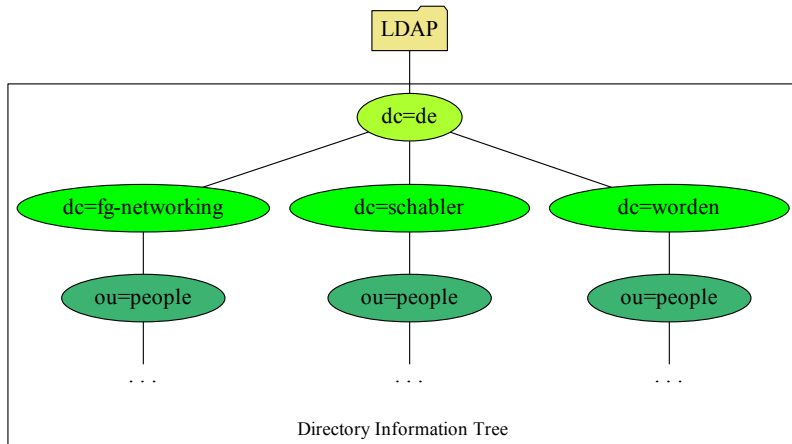 LDAP
dc=de
dc=fg-networking
dc=schabler
dc=worden
ou=people
ou=people
ou=people
. . .
. . .
. . .
Directory Information Tree